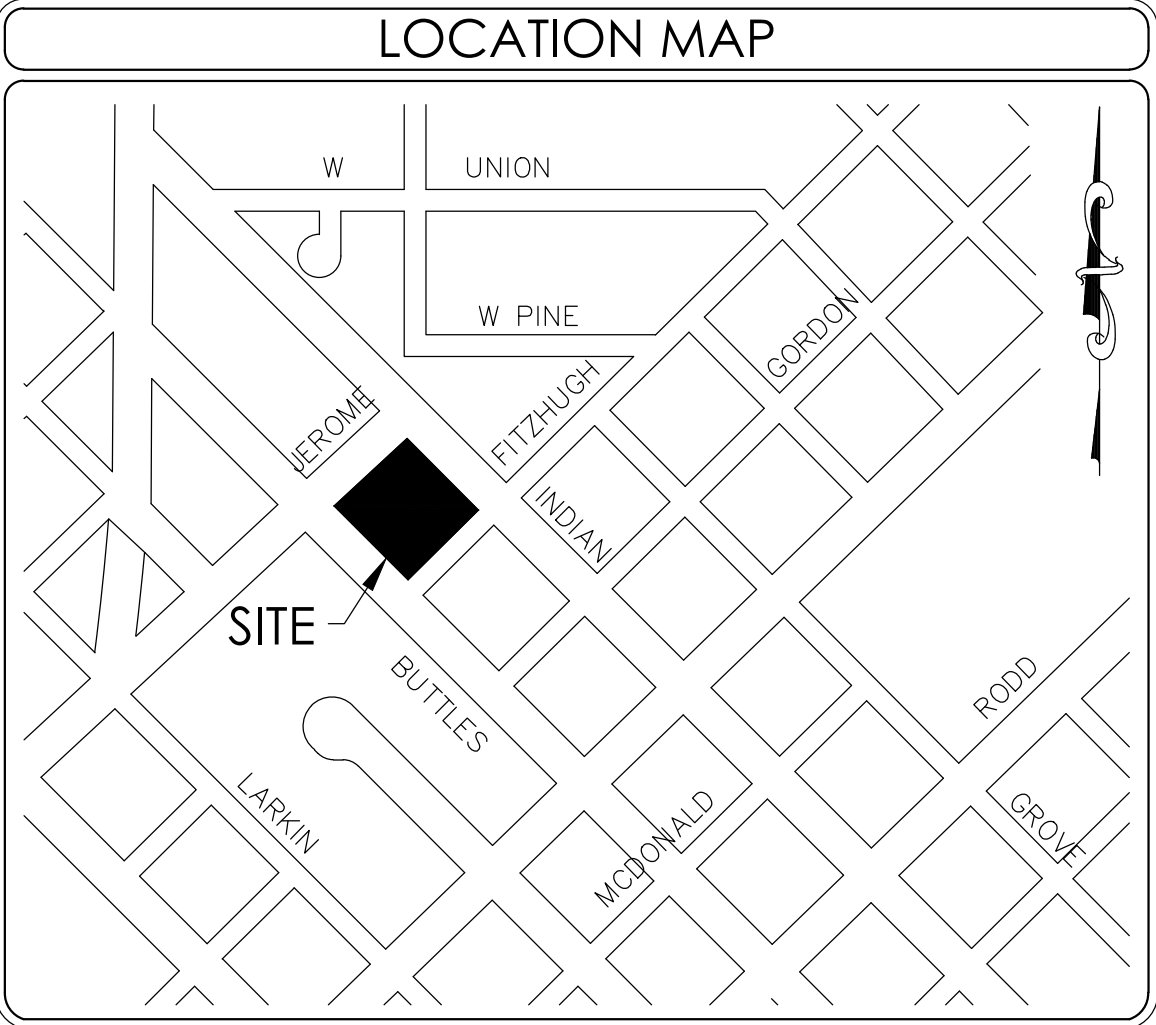 LOCATION MAP
W UNION
W PINE
GORDON
FITZHUGH
JEROME
INDIAN
SITE
BUTTLES
RODD
LARKIN
MCDONALD
GROVE